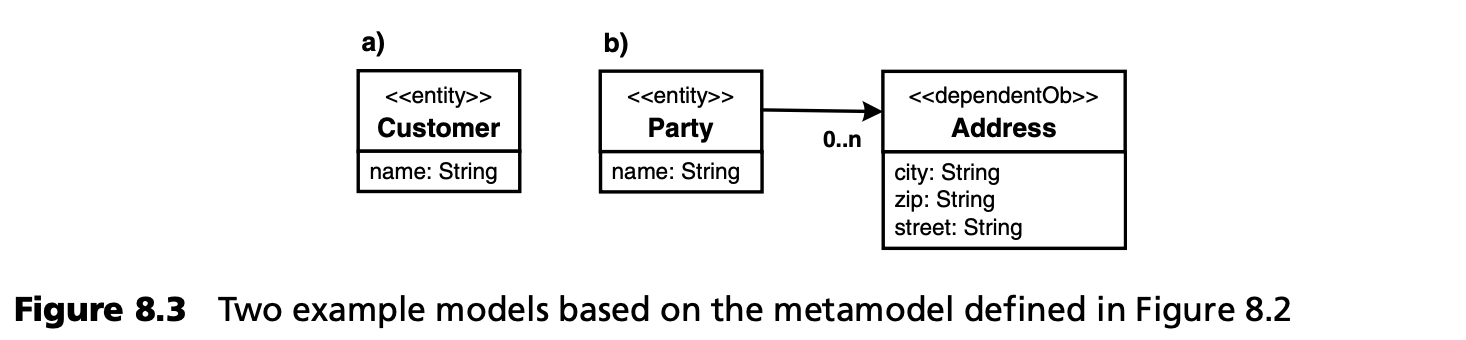 a)
<<entity>>
Customer
name: String
b)
<<entity>>
Party
name: String
0..n
<<dependentOb>>
Address
city: String
zip: String
street: String
Figure 8.3 Two example models based on the metamodel defined in Figure 8.2